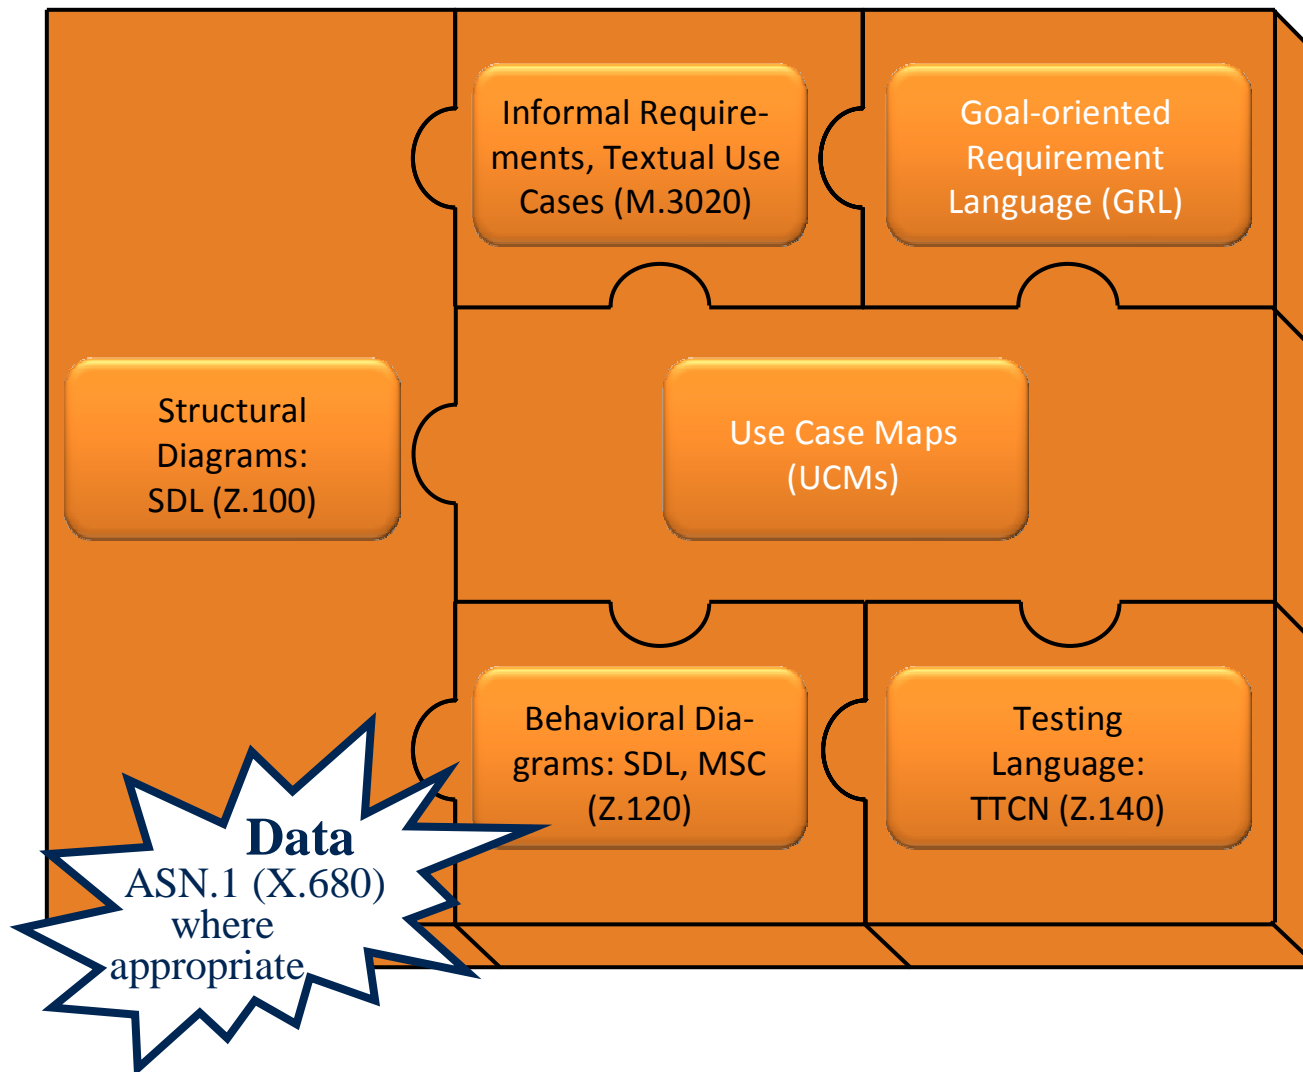 Informal Require-
ments, Textual Use
Cases (M.3020)
Goal-oriented
Requirement
Language (GRL)
Structural
Diagrams:
SDL (Z.100)
Use Case Maps
(UCMs)
Behavioral Dia-
grams: SDL, MSC
(Z.120)
Testing
Language:
TTCN (Z.140)
Data
ASN.1 (X.680)
where
appropriate